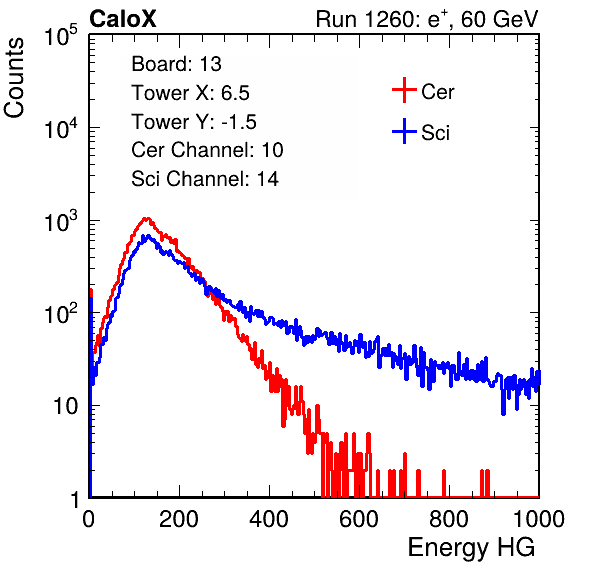 CaloX Run 1260: e⁺, 60 GeV
Counts
10⁵
10⁴
10³
10²
10
1
Board: 13
Tower X: 6.5
Tower Y: -1.5
Cer Channel: 10
Sci Channel: 14
Cer
Sci
0 200 400 600 800 1000
Energy HG